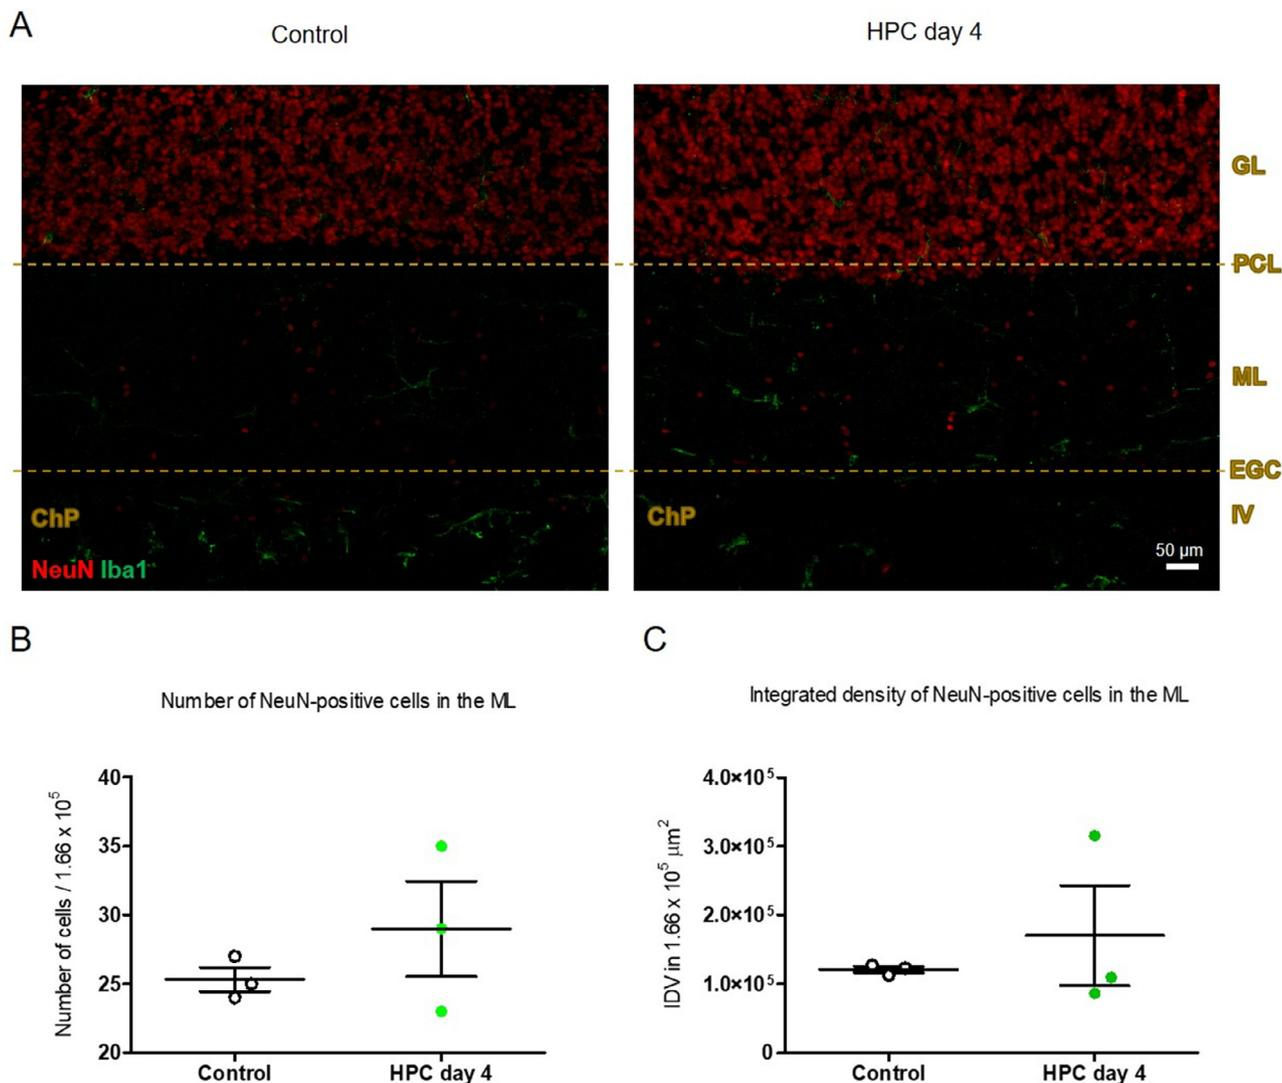 A
Control
HPC day 4
GL
PCL
ML
EGC
ChP
ChP
IV
NeuN Iba1
50 µm
B
C
Number of NeuN-positive cells in the ML
Integrated density of NeuN-positive cells in the ML
Number of cells / 1.66 x 10⁵
40
35
30
25
20
Control
HPC day 4
IDV in 1.66 x 10⁵ µm²
4.0×10⁵
3.0×10⁵
2.0×10⁵
1.0×10⁵
0
Control
HPC day 4